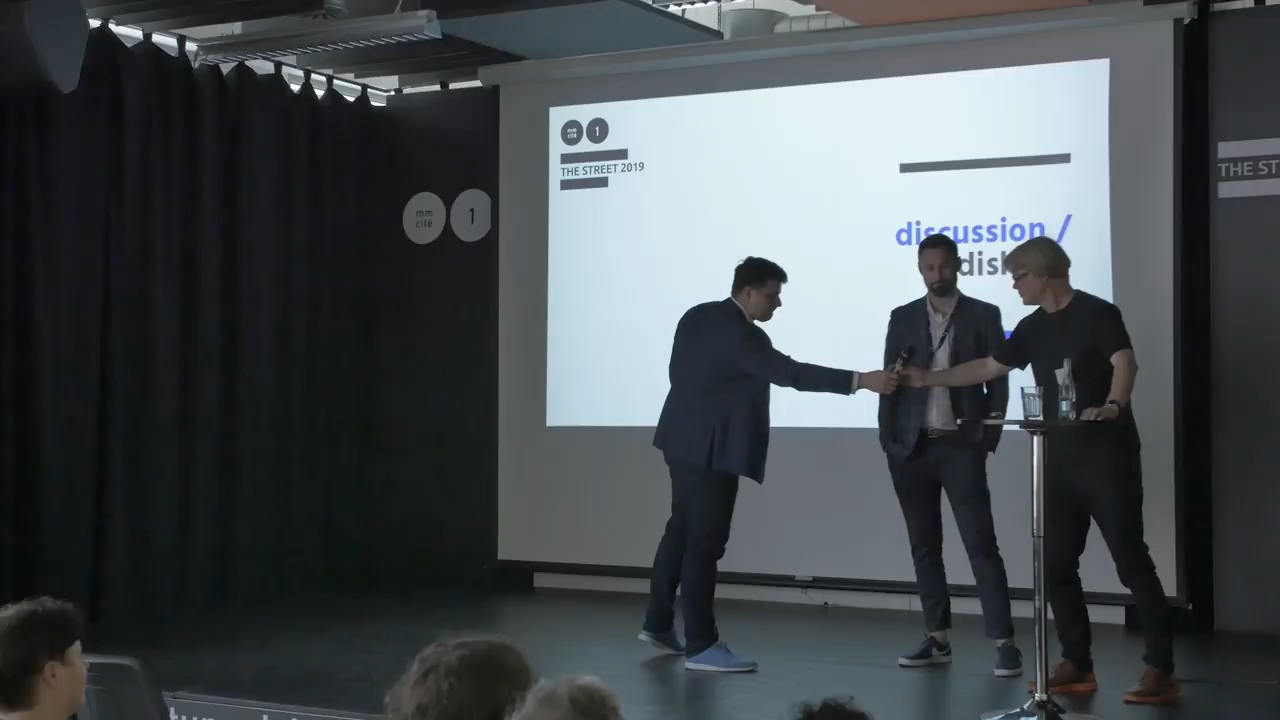 mm
cité
1
THE STREET 2019
discussion /
mm
cité
1
THE ST